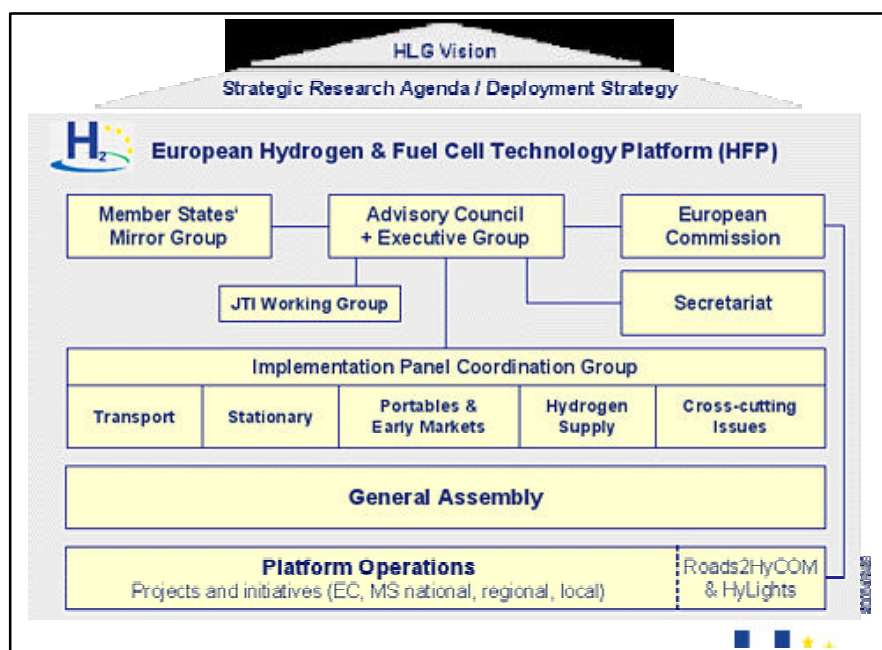 HLG Vision
Strategic Research Agenda / Deployment Strategy
H2 European Hydrogen & Fuel Cell Technology Platform (HFP)
Member States'
Mirror Group
Advisory Council
+ Executive Group
European
Commission
JTI Working Group
Secretariat
Implementation Panel Coordination Group
Transport
Stationary
Portables &
Early Markets
Hydrogen
Supply
Cross-cutting
Issues
General Assembly
Platform Operations
Projects and initiatives (EC, MS national, regional, local)
Roads2HyCOM
& HyLights